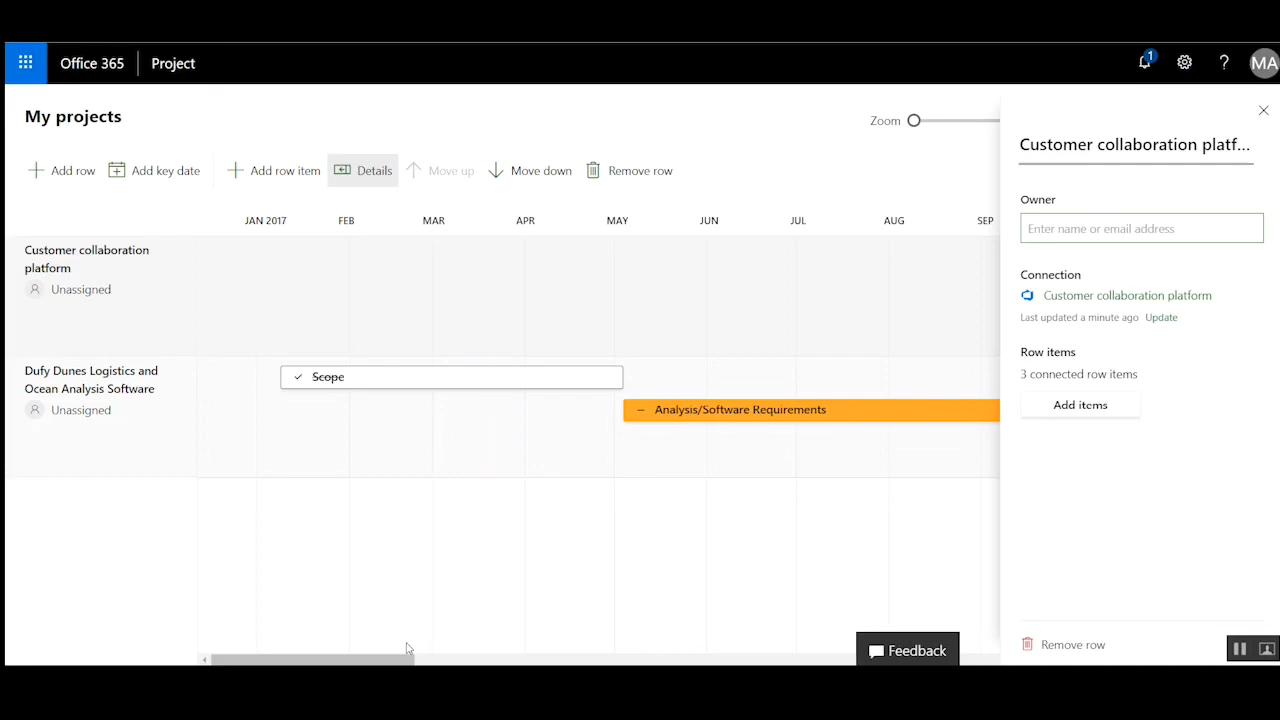 Office 365 Project
1
?
MA
My projects
Zoom
Add row Add key date Add row item Details Move up Move down Remove row
JAN 2017 FEB MAR APR MAY JUN JUL AUG SEP
Customer collaboration
platform
Unassigned
Dufy Dunes Logistics and
Ocean Analysis Software
Unassigned
Scope
Analysis/Software Requirements
Customer collaboration platf...
Owner
Enter name or email address
Connection
Customer collaboration platform
Last updated a minute ago Update
Row items
3 connected row items
Add items
Remove row
Feedback